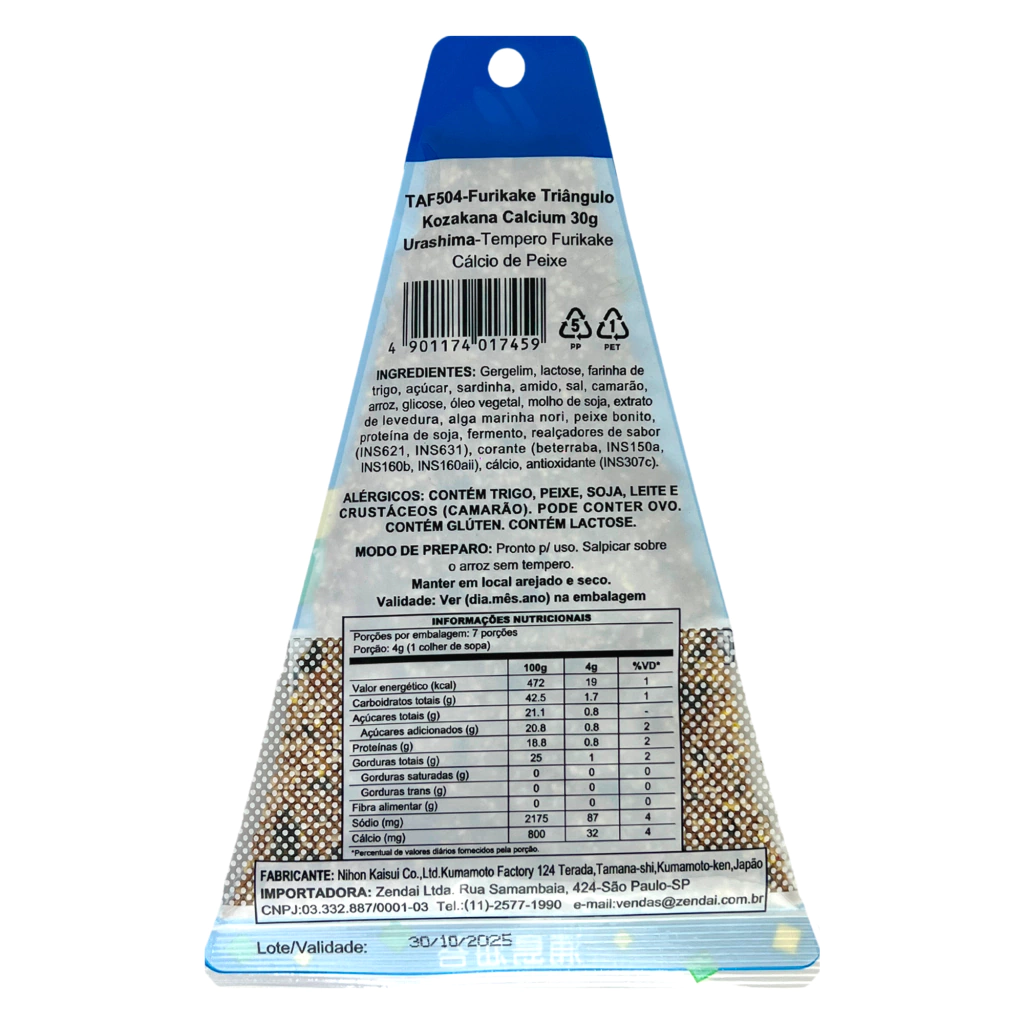 TAF504-Furikake Triângulo
Kozakana Calcium 30g
Urashima-Tempero Furikake
Cálcio de Peixe
4 901174 017459
5 PP 1 PET
INGREDIENTES: Gergelim, lactose, farinha de
trigo, açúcar, sardinha, amido, sal, camarão,
arroz, glicose, óleo vegetal, molho de soja, extrato
de levedura, alga marinha nori, peixe bonito,
proteína de soja, fermento, realçadores de sabor
(INS621, INS631), corante (beterraba, INS150a,
INS160b, INS160aii), cálcio, antioxidante (INS307c).
ALÉRGICOS: CONTÉM TRIGO, PEIXE, SOJA, LEITE E
CRUSTÁCEOS (CAMARÃO). PODE CONTER OVO.
CONTÉM GLÚTEN. CONTÉM LACTOSE.
MODO DE PREPARO: Pronto p/ uso. Salpicar sobre
o arroz sem tempero.
Manter em local arejado e seco.
Validade: Ver (dia.mês.ano) na embalagem
INFORMAÇÕES NUTRICIONAIS
Porções por embalagem: 7 porções
Porção: 4g (1 colher de sopa)
100g 4g %VD*
Valor energético (kcal) 472 19 1
Carboidratos totais (g) 42.5 1.7 1
Açúcares totais (g) 21.1 0.8 -
Açúcares adicionados (g) 20.8 0.8 2
Proteínas (g) 18.8 0.8 2
Gorduras totais (g) 25 1 2
Gorduras saturadas (g) 0 0 0
Gorduras trans (g) 0 0 0
Fibra alimentar (g) 0 0 0
Sódio (mg) 2175 87 4
Cálcio (mg) 800 32 4
*Percentual de valores diários fornecidos pela porção.
FABRICANTE: Nihon Kaisui Co.,Ltd.Kumamoto Factory 124 Terada,Tamana-shi,Kumamoto-ken,Japão
IMPORTADORA: Zendai Ltda. Rua Samambaia, 424-São Paulo-SP
CNPJ:03.332.887/0001-03 Tel.:(11)-2577-1990 e-mail:vendas@zendai.com.br
Lote/Validade: 30/10/2025